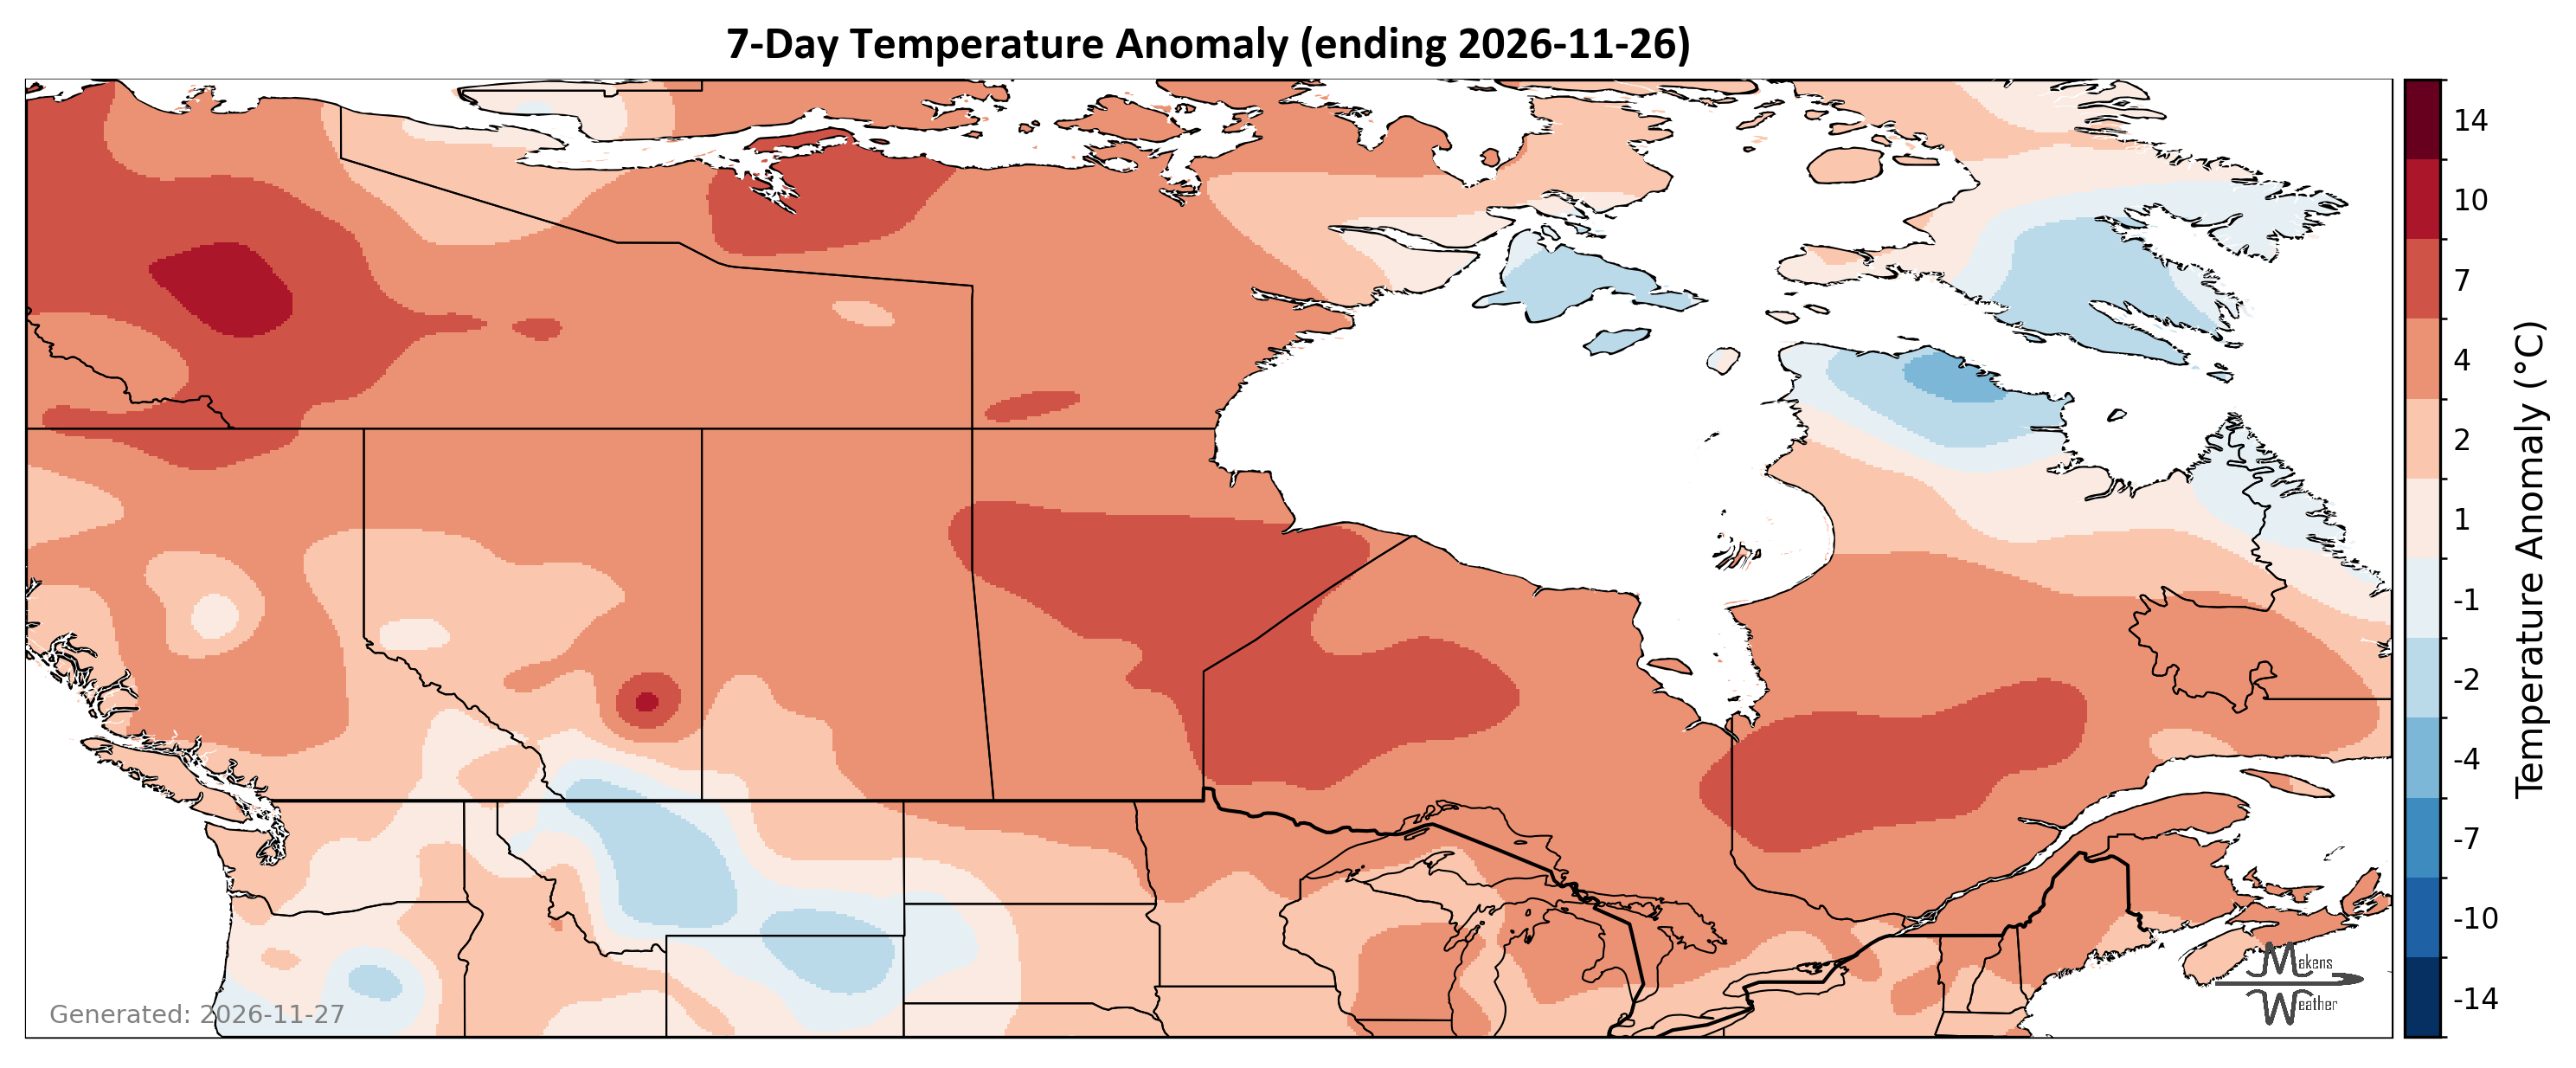 7-Day Temperature Anomaly (ending 2026-11-26)
14
10
7
4
2
1
-1
-2
-4
-7
-10
-14
Temperature Anomaly (°C)
Generated: 2026-11-27
Makens
Weather